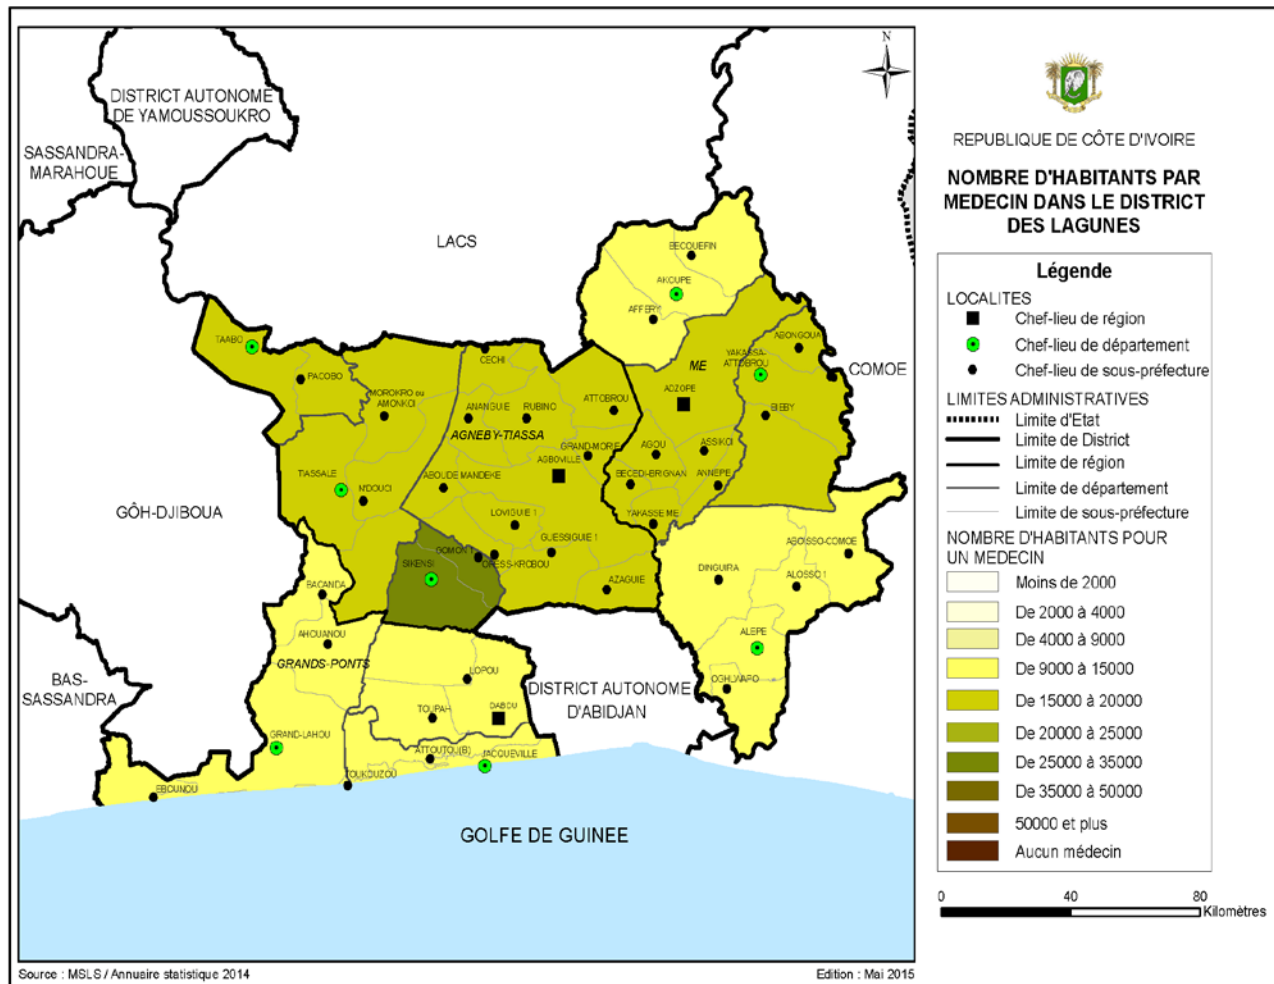 N
DISTRICT AUTONOME
DE YAMOUSSOUKRO
SASSANDRA-
MARAHOUE
LACS
BECOUEFIN
AKOUPE
AFFERY
TAABO
PACOBO
CECHI
MOROKRO ou
AMONKOI
ANANGUIE
RUBINO
ATTOBROU
AGNEBY-TIASSA
GRAND-MORIE
AGBOVILLE
ME
ADZOPE
YAKASSA-
ATTOBROU
ABONGOUA
COMOE
BIEBY
AGOU
ASSIKOI
BECEDI-BRIGNAN
ANNEPE
YAKASSE ME
TIASSALE
N'DOUCI
ABOUDE MANDEKE
LOVIGUIE 1
GUESSIGUIE 1
GOMON 1
ORESS-KROBOU
SIKENSI
AZAGUIE
GÔH-DJIBOUA
BACANDA
AHOUANOU
GRANDS-PONTS
ABOISSO-COMOE
DINGUIRA
ALOSSO 1
ALEPE
OGHLWAPO
LOPOU
TOUPAH
DABOU
DISTRICT AUTONOME
D'ABIDJAN
BAS-
SASSANDRA
GRAND-LAHOU
ATTOUTOU(B)
JACQUEVILLE
TOUKOUZOU
EBOUNOU
GOLFE DE GUINEE
Source : MSLS / Annuaire statistique 2014
Edition : Mai 2015
REPUBLIQUE DE CÔTE D'IVOIRE
NOMBRE D'HABITANTS PAR
MEDECIN DANS LE DISTRICT
DES LAGUNES
Légende
LOCALITES
Chef-lieu de région
Chef-lieu de département
Chef-lieu de sous-préfecture
LIMITES ADMINISTRATIVES
Limite d'Etat
Limite de District
Limite de région
Limite de département
Limite de sous-préfecture
NOMBRE D'HABITANTS POUR
UN MEDECIN
Moins de 2000
De 2000 à 4000
De 4000 à 9000
De 9000 à 15000
De 15000 à 20000
De 20000 à 25000
De 25000 à 35000
De 35000 à 50000
50000 et plus
Aucun médecin
0 40 80
Kilomètres